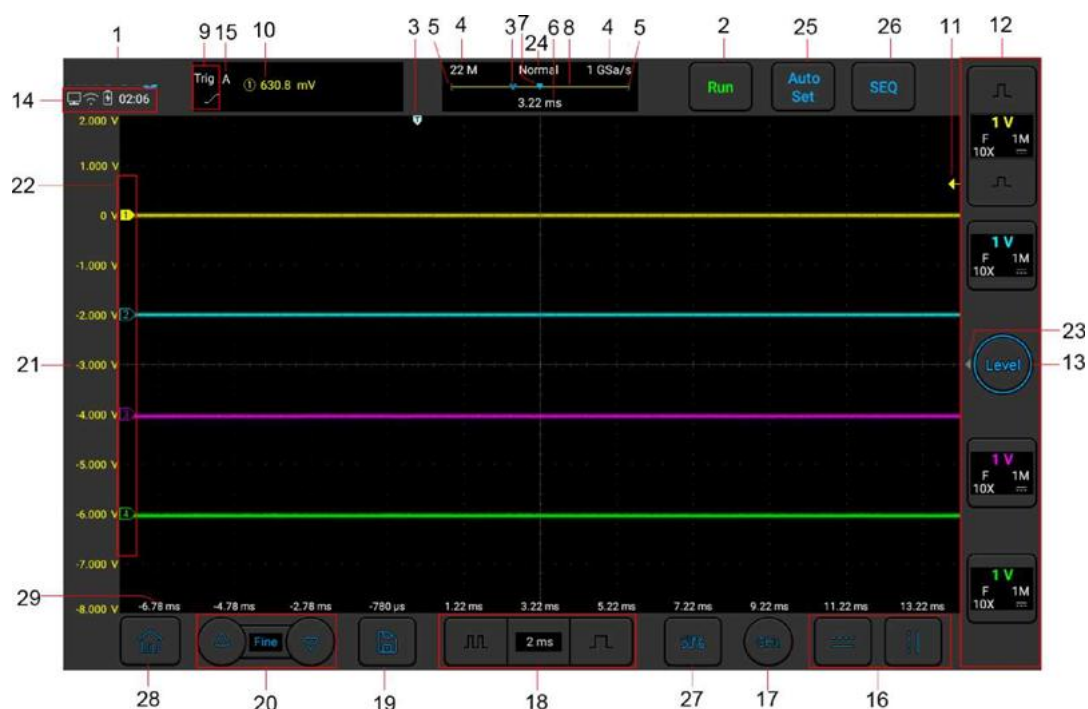 1
9 15 10
3
5 4 3 7 6 8 4 5
24
2 25 26 11 12
Trig A ① 630.8 mV
22 M Normal 1 GSa/s
3.22 ms
Run
Auto Set
SEQ
14
02:06
2.000 V
1.000 V
0 V
-1.000 V
-2.000 V
-3.000 V
-4.000 V
-5.000 V
-6.000 V
-7.000 V
-8.000 V
22
21
29
1
2
3
4
T
1 V
F 1M
10X
1 V
F 1M
10X
23
13
Level
1 V
F 1M
10X
1 V
F 1M
10X
-6.78 ms -4.78 ms -2.78 ms -780 µs 1.22 ms 3.22 ms 5.22 ms 7.22 ms 9.22 ms 11.22 ms 13.22 ms
Fine
2 ms
28 20 19 18 27 17 16